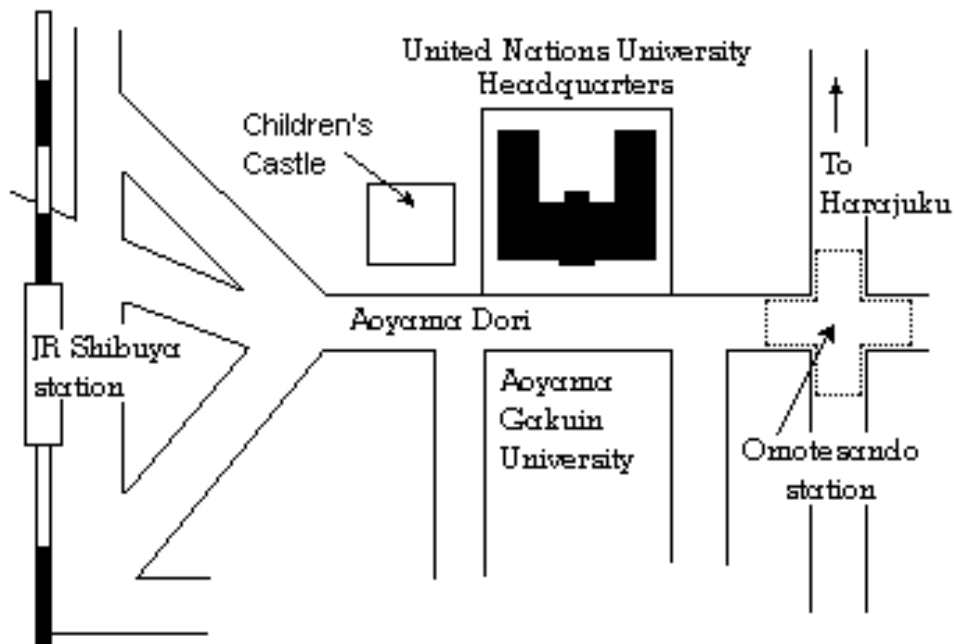 United Nations University
Headquarters
Children's
Castle
To
Harajuku
Aoyama Dori
JR Shibuya
station
Aoyama
Gakuin
University
Omotesando
station